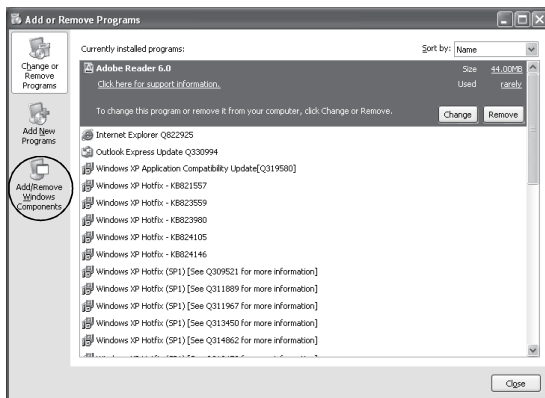 Add or Remove Programs
Change or
Remove
Programs
Add New
Programs
Add/Remove
Windows
Components
Currently installed programs:
Sort by: Name
Adobe Reader 6.0
Size 44.00MB
Click here for support information.
Used rarely
To change this program or remove it from your computer, click Change or Remove.
Change Remove
Internet Explorer Q822925
Outlook Express Update Q330994
Windows XP Application Compatibility Update[Q319580]
Windows XP Hotfix - KB821557
Windows XP Hotfix - KB823559
Windows XP Hotfix - KB823980
Windows XP Hotfix - KB824105
Windows XP Hotfix - KB824146
Windows XP Hotfix (SP1) [See Q309521 for more information]
Windows XP Hotfix (SP1) [See Q311889 for more information]
Windows XP Hotfix (SP1) [See Q311967 for more information]
Windows XP Hotfix (SP1) [See Q313450 for more information]
Windows XP Hotfix (SP1) [See Q314862 for more information]
Close